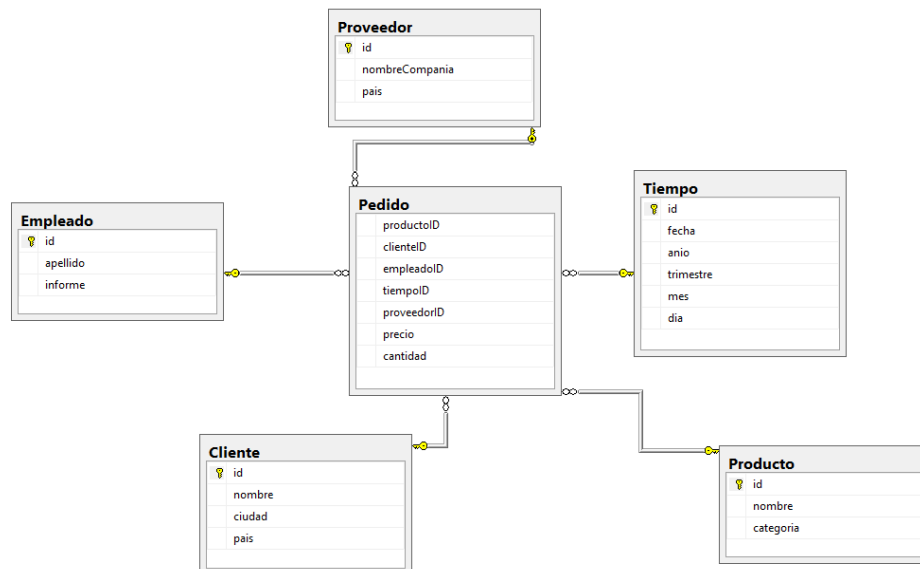 Proveedor
id
nombreCompania
pais
Empleado
id
apellido
informe
Pedido
productoID
clienteID
empleadoID
tiempoID
proveedorID
precio
cantidad
Tiempo
id
fecha
anio
trimestre
mes
dia
Cliente
id
nombre
ciudad
pais
Producto
id
nombre
categoria